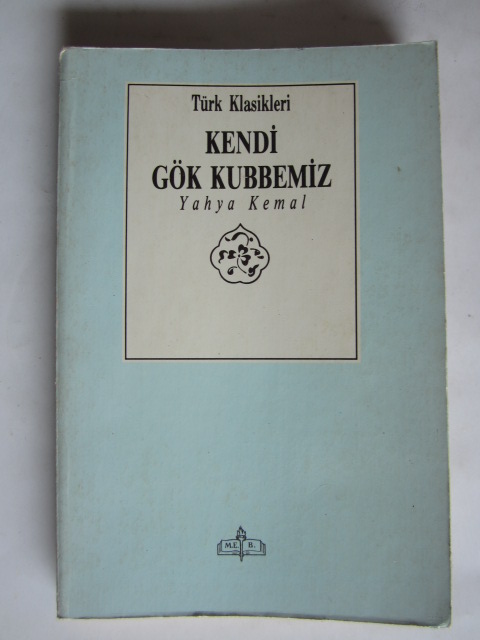 Türk Klasikleri
KENDİ
GÖK KUBBEMİZ
Yahya Kemal
M.E. B.